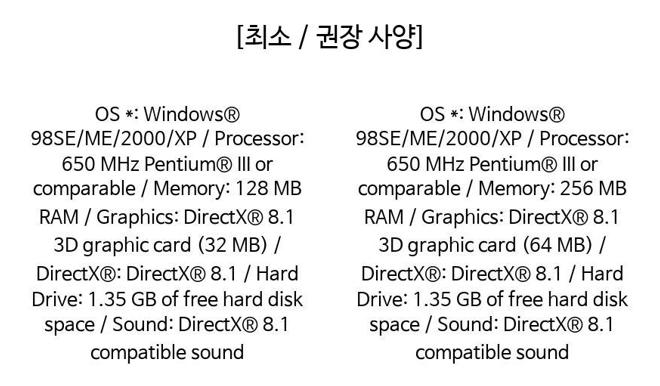 [최소 / 권장 사양]
OS *: Windows®
98SE/ME/2000/XP / Processor:
650 MHz Pentium® III or
comparable / Memory: 128 MB
RAM / Graphics: DirectX® 8.1
3D graphic card (32 MB) /
DirectX®: DirectX® 8.1 / Hard
Drive: 1.35 GB of free hard disk
space / Sound: DirectX® 8.1
compatible sound
OS *: Windows®
98SE/ME/2000/XP / Processor:
650 MHz Pentium® III or
comparable / Memory: 256 MB
RAM / Graphics: DirectX® 8.1
3D graphic card (64 MB) /
DirectX®: DirectX® 8.1 / Hard
Drive: 1.35 GB of free hard disk
space / Sound: DirectX® 8.1
compatible sound